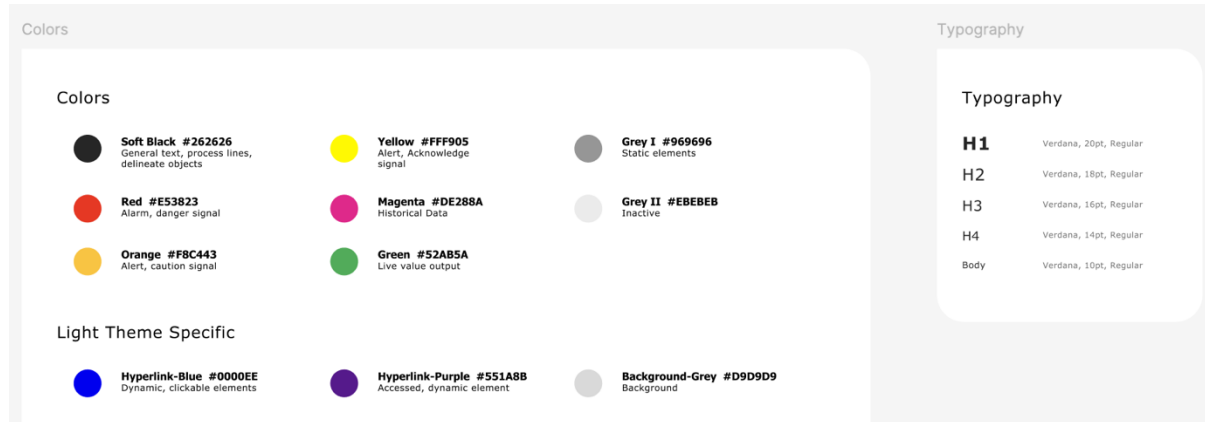 Colors
Typography
Colors
Soft Black #262626
General text, process lines,
delineate objects
Yellow #FFF905
Alert, Acknowledge
signal
Grey I #969696
Static elements
Red #E53823
Alarm, danger signal
Magenta #DE288A
Historical Data
Grey II #EBEBEB
Inactive
Orange #F8C443
Alert, caution signal
Green #52AB5A
Live value output
Light Theme Specific
Hyperlink-Blue #0000EE
Dynamic, clickable elements
Hyperlink-Purple #551A8B
Accessed, dynamic element
Background-Grey #D9D9D9
Background
Typography
H1 Verdana, 20pt, Regular
H2 Verdana, 18pt, Regular
H3 Verdana, 16pt, Regular
H4 Verdana, 14pt, Regular
Body Verdana, 10pt, Regular